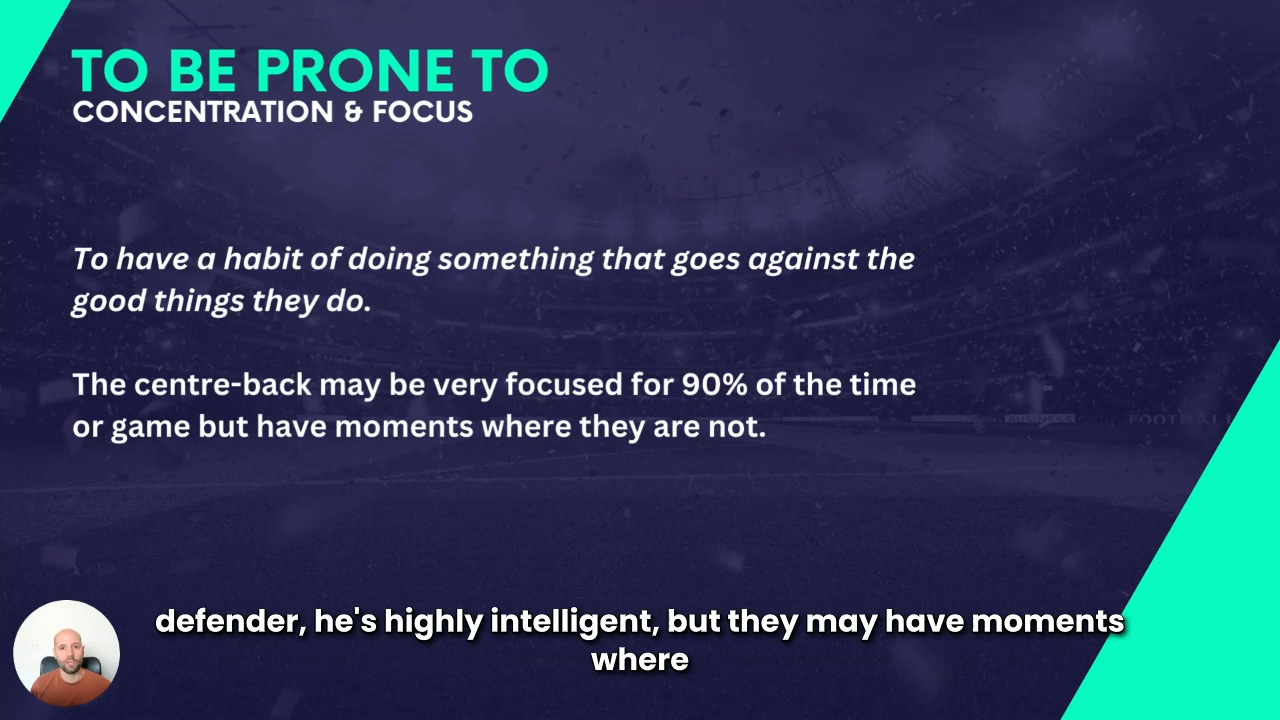 TO BE PRONE TO
CONCENTRATION & FOCUS
To have a habit of doing something that goes against the
good things they do.
The centre-back may be very focused for 90% of the time
or game but have moments where they are not.
BUSINESS
FOOTBALL
defender, he's highly intelligent, but they may have moments
where